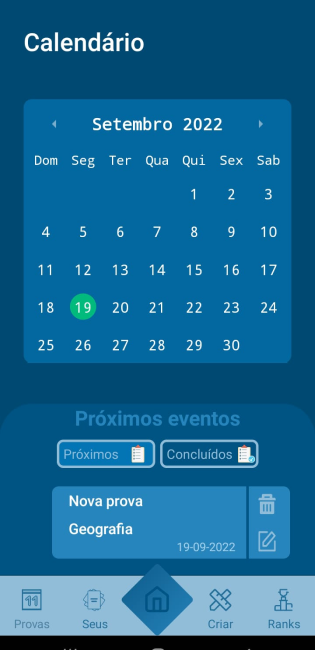 Calendário
Setembro 2022
Dom Seg Ter Qua Qui Sex Sab
1 2 3
4 5 6 7 8 9 10
11 12 13 14 15 16 17
18 19 20 21 22 23 24
25 26 27 28 29 30
Próximos eventos
Próximos Concluídos
Nova prova
Geografia
19-09-2022
Provas Seus Criar Ranks